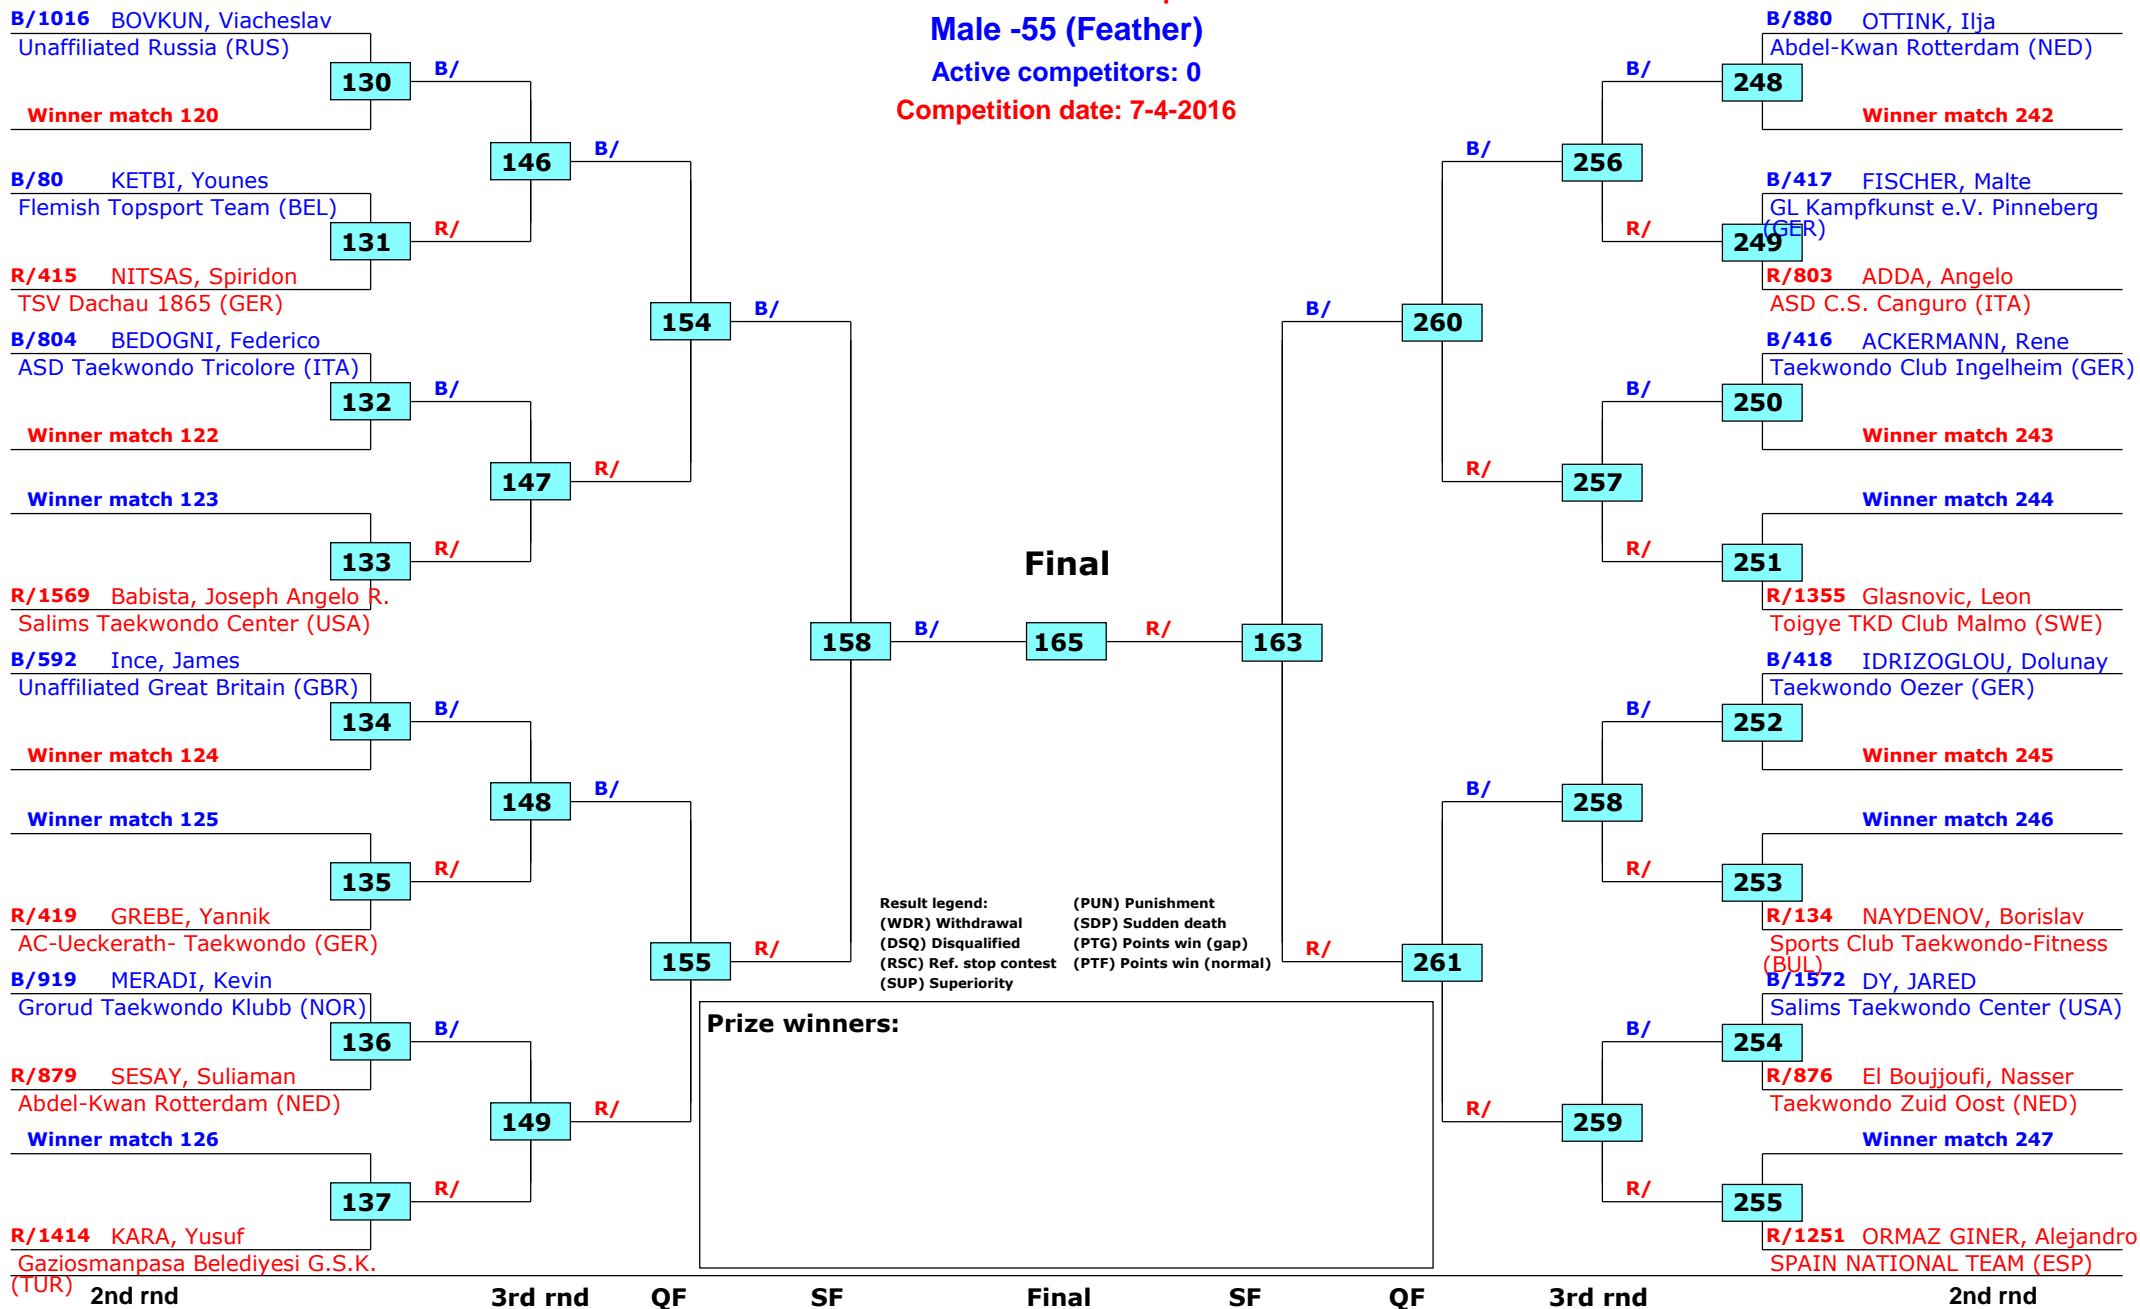 Male -55 (Feather)
Active competitors: 0
Competition date: 7-4-2016
B/1016 BOVKUN, Viacheslav
Unaffiliated Russia (RUS)
130
B/
Winner match 120
146
B/
B/80 KETBI, Younes
Flemish Topsport Team (BEL)
131
R/
R/415 NITSAS, Spiridon
TSV Dachau 1865 (GER)
154
B/
B/804 BEDOGNI, Federico
ASD Taekwondo Tricolore (ITA)
132
B/
Winner match 122
147
R/
Winner match 123
133
R/
R/1569 Babista, Joseph Angelo R.
Salims Taekwondo Center (USA)
158
B/
B/592 Ince, James
Unaffiliated Great Britain (GBR)
134
B/
Winner match 124
148
B/
Winner match 125
135
R/
R/419 GREBE, Yannik
AC-Ueckerath- Taekwondo (GER)
155
R/
B/919 MERADI, Kevin
Grorud Taekwondo Klubb (NOR)
136
B/
R/879 SESAY, Suliaman
Abdel-Kwan Rotterdam (NED)
149
R/
Winner match 126
137
R/
R/1414 KARA, Yusuf
Gaziosmanpasa Belediyesi G.S.K.
(TUR)
Final
165
R/
163
B/880 OTTINK, Ilja
Abdel-Kwan Rotterdam (NED)
B/
248
Winner match 242
B/
256
B/417 FISCHER, Malte
GL Kampfkunst e.V. Pinneberg
(GER)
R/
249
R/803 ADDA, Angelo
ASD C.S. Canguro (ITA)
B/
260
B/416 ACKERMANN, Rene
Taekwondo Club Ingelheim (GER)
B/
250
Winner match 243
R/
257
Winner match 244
R/
251
R/1355 Glasnovic, Leon
Toigye TKD Club Malmo (SWE)
B/418 IDRIZOGLOU, Dolunay
Taekwondo Oezer (GER)
B/
252
Winner match 245
B/
258
Winner match 246
R/
253
R/134 NAYDENOV, Borislav
Sports Club Taekwondo-Fitness
(BUL)
R/
261
B/1572 DY, JARED
Salims Taekwondo Center (USA)
B/
254
R/876 El Boujjoufi, Nasser
Taekwondo Zuid Oost (NED)
R/
259
Winner match 247
R/
255
R/1251 ORMAZ GINER, Alejandro
SPAIN NATIONAL TEAM (ESP)
Result legend:
(WDR) Withdrawal
(DSQ) Disqualified
(RSC) Ref. stop contest
(SUP) Superiority
(PUN) Punishment
(SDP) Sudden death
(PTG) Points win (gap)
(PTF) Points win (normal)
Prize winners:
2nd rnd 3rd rnd QF SF Final SF QF 3rd rnd 2nd rnd